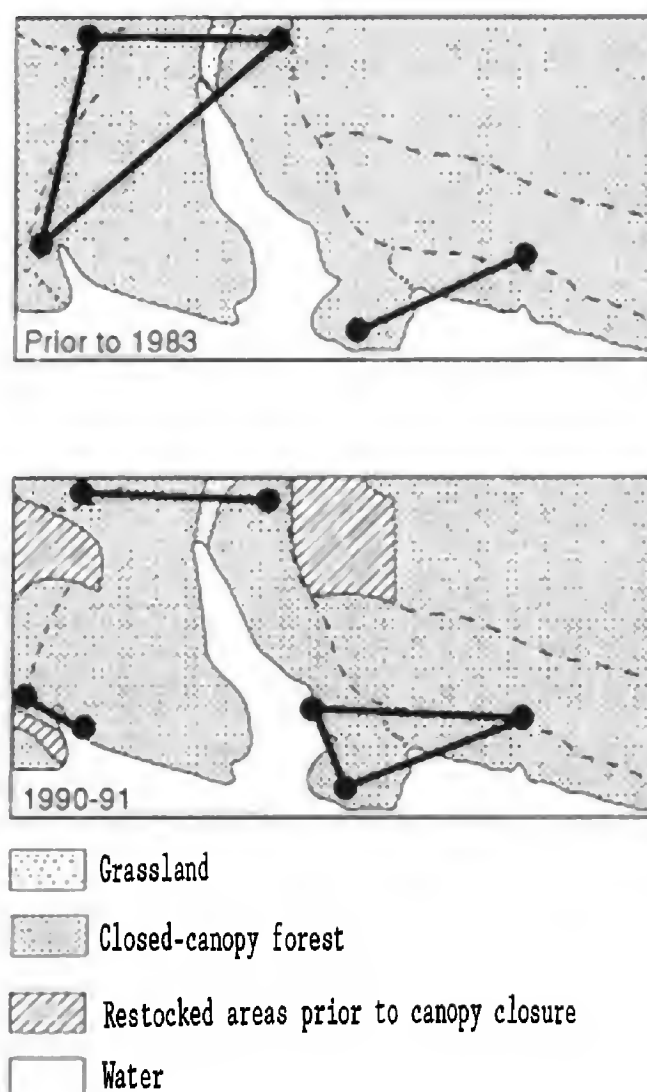 Prior to 1983
1990-91
Grassland
Closed-canopy forest
Restocked areas prior to canopy closure
Water